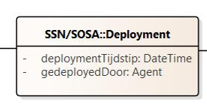 SSN/SOSA::Deployment
- deploymentTijdstip: DateTime
- gedeployedDoor: Agent